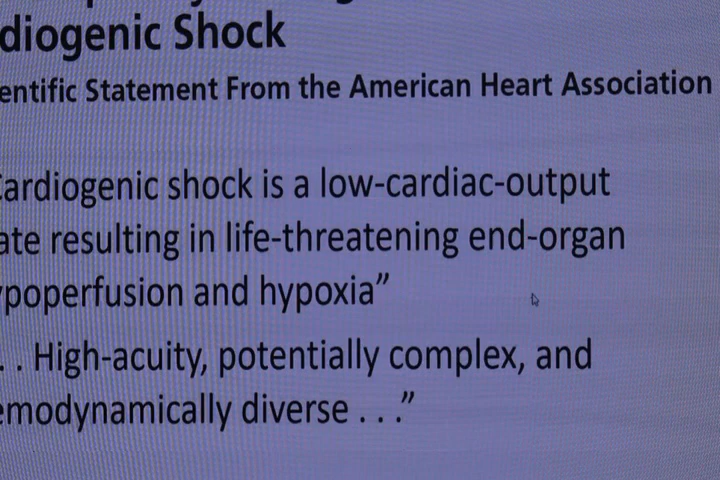 diogenic Shock
entific Statement From the American Heart Association
Cardiogenic shock is a low-cardiac-output
ate resulting in life-threatening end-organ
ypoperfusion and hypoxia”
. . High-acuity, potentially complex, and
emodynamically diverse . . .”